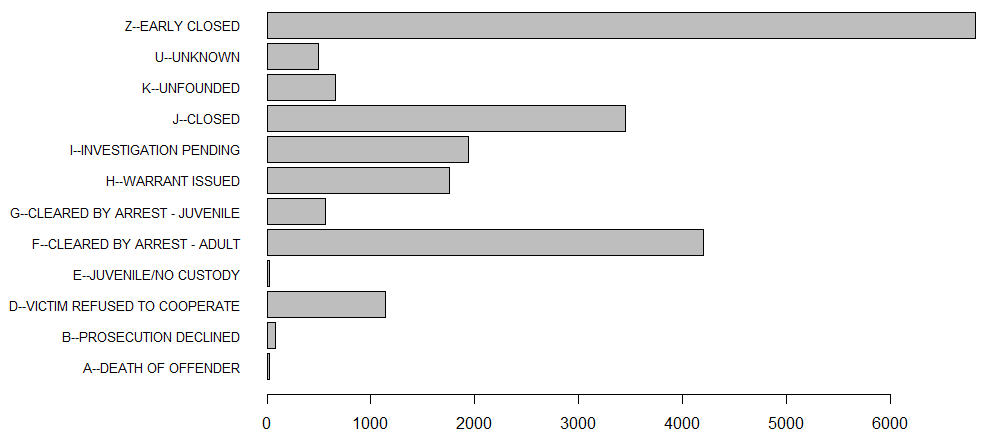 Z--EARLY CLOSED
U--UNKNOWN
K--UNFOUNDED
J--CLOSED
I--INVESTIGATION PENDING
H--WARRANT ISSUED
G--CLEARED BY ARREST - JUVENILE
F--CLEARED BY ARREST - ADULT
E--JUVENILE/NO CUSTODY
D--VICTIM REFUSED TO COOPERATE
B--PROSECUTION DECLINED
A--DEATH OF OFFENDER
0 1000 2000 3000 4000 5000 6000